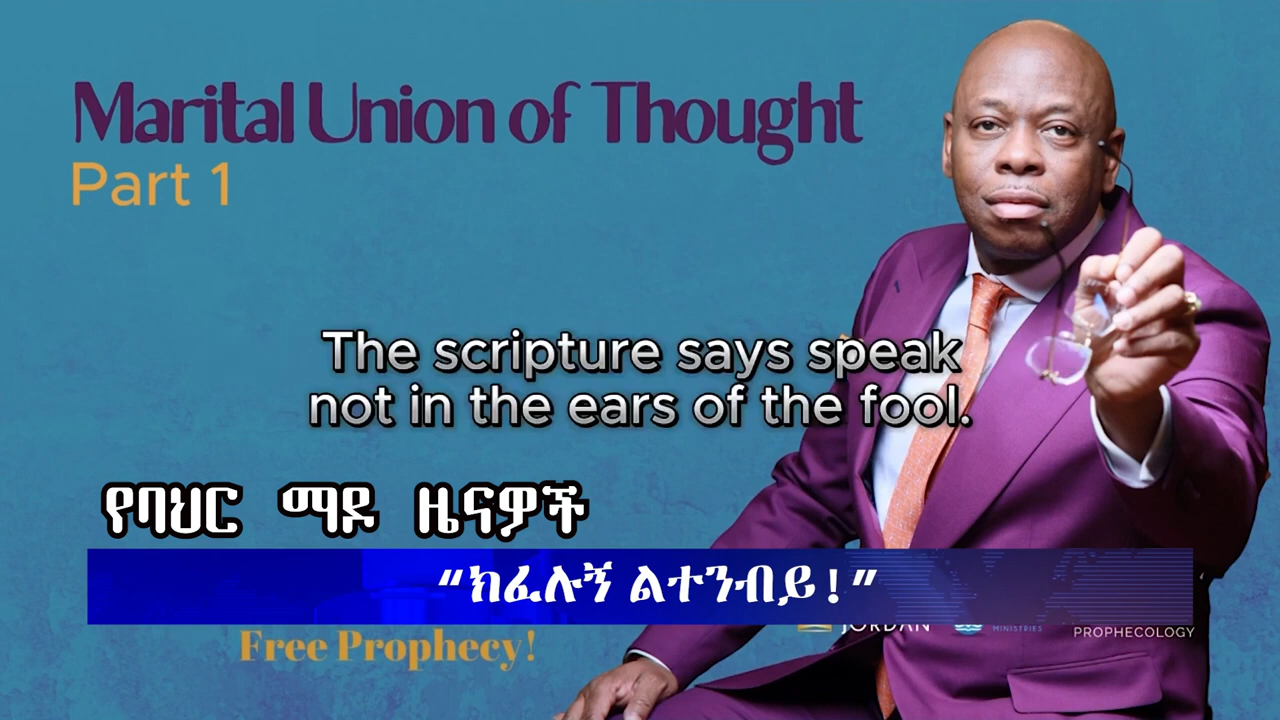 Marital Union of Thought
Part 1
The scripture says speak
not in the ears of the fool.
የባህር ማዶ ዜናዎች
“ክፈሉኝ ልተንብይ!”
Free Prophecy!
JORDAN
MINISTRIES
PROPHECOLOGY